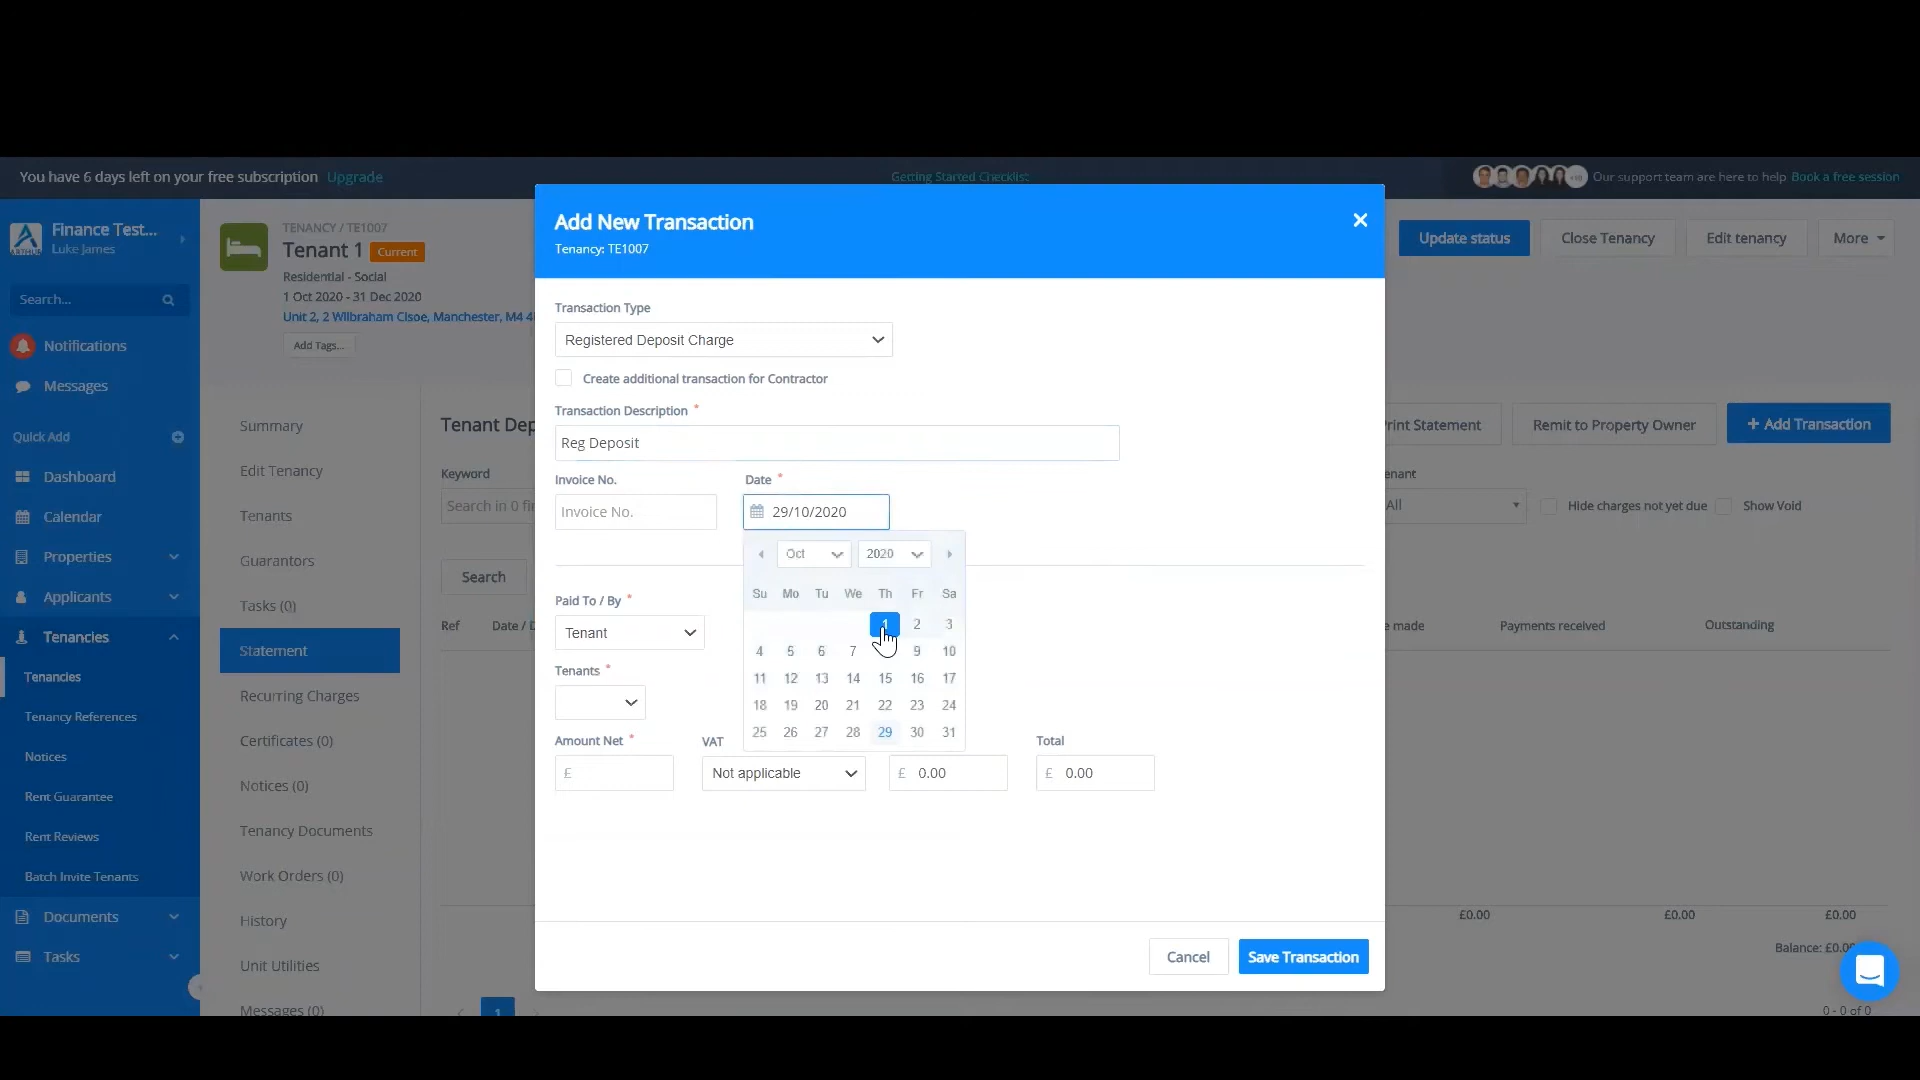 You have 6 days left on your free subscription Upgrade
Getting Started Checklist
Our support team are here to help Book a free session
Finance Test...
Luke James
Search...
Notifications
Messages
Quick Add
Dashboard
Calendar
Properties
Applicants
Tenancies
Tenancies
Tenancy References
Notices
Rent Guarantee
Rent Reviews
Batch Invite Tenants
Documents
Tasks
TENANCY / TE1007
Tenant 1 Current
Residential - Social
1 Oct 2020 - 31 Dec 2020
Unit 2, 2 Wilbraham Clsoe, Manchester, M4 4
Add Tags...
Update status
Close Tenancy
Edit tenancy
More
Summary
Edit Tenancy
Tenants
Guarantors
Tasks (0)
Statement
Recurring Charges
Certificates (0)
Notices (0)
Tenancy Documents
Work Orders (0)
History
Unit Utilities
Messages (0)
Tenant Dep
Keyword
Search in 0 fi
Search
Ref Date /
Add New Transaction
Tenancy: TE1007
Transaction Type
Registered Deposit Charge
Create additional transaction for Contractor
Transaction Description *
Reg Deposit
Invoice No. Date *
Invoice No. 29/10/2020
Oct 2020
Su Mo Tu We Th Fr Sa
1 2 3
4 5 6 7 9 10
11 12 13 14 15 16 17
18 19 20 21 22 23 24
25 26 27 28 29 30 31
Paid To / By *
Tenant
Tenants *
Amount Net * VAT Total
£ Not applicable £ 0.00 £ 0.00
Cancel
Save Transaction
rint Statement
Remit to Property Owner
+ Add Transaction
enant
All
Hide charges not yet due
Show Void
e made Payments received Outstanding
£0.00 £0.00 £0.00
Balance: £0.0
1
0 - 0 of 0